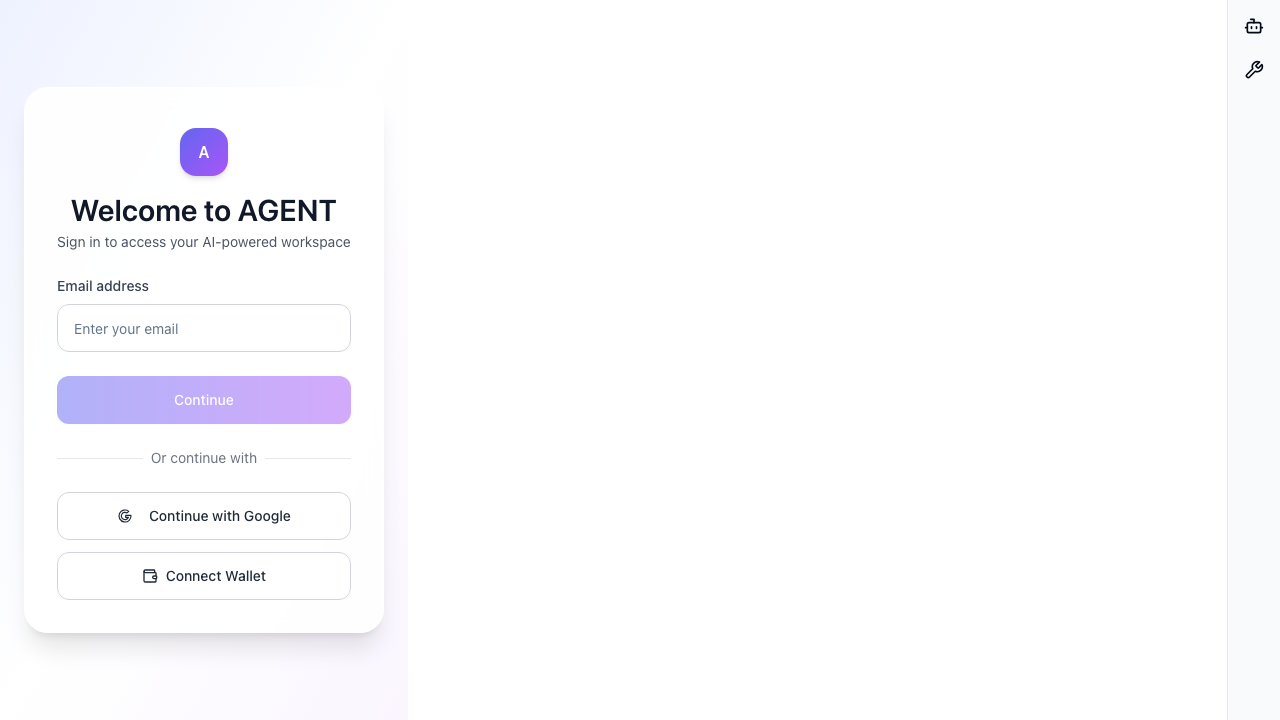 A
Welcome to AGENT
Sign in to access your AI-powered workspace
Email address
Enter your email
Continue
Or continue with
Continue with Google
Connect Wallet